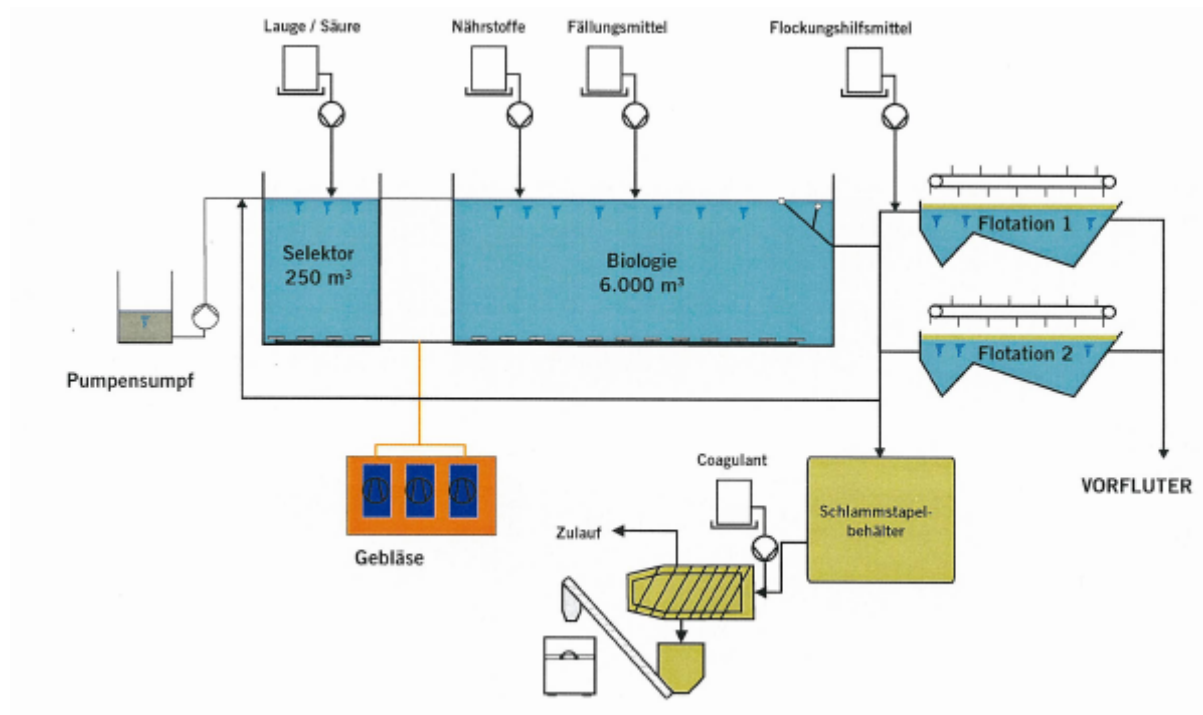 Lauge / Säure
Nährstoffe
Fällungsmittel
Flockungshilfsmittel
Flotation 1
Selektor
250 m³
Biologie
6.000 m³
Flotation 2
Pumpensumpf
Coagulant
VORFLUTER
Schlammstapel-
behälter
Zulauf
Gebläse